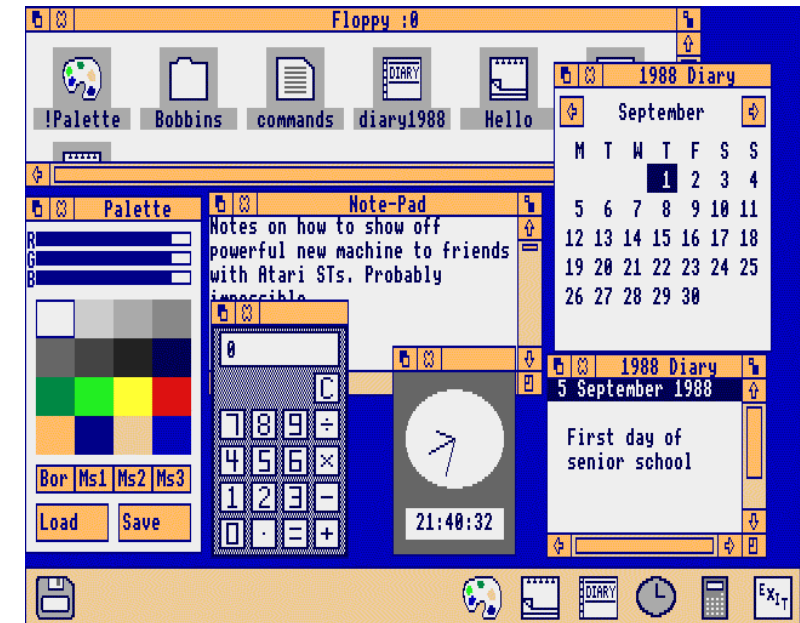 Floppy :0
!Palette Bobbins commands diary1988 Hello
DIARY
1988 Diary
September
M T W T F S S
1 2 3 4
5 6 7 8 9 10 11
12 13 14 15 16 17 18
19 20 21 22 23 24 25
26 27 28 29 30
Palette
R
G
B
Bor Ms1 Ms2 Ms3
Load Save
Note-Pad
Notes on how to show off
powerful new machine to friends
with Atari STs. Probably
impossible
0
C
7 8 9 ÷
4 5 6 ×
1 2 3 -
0 . = +
21:40:32
1988 Diary
5 September 1988
First day of
senior school
DIARY
EXIT